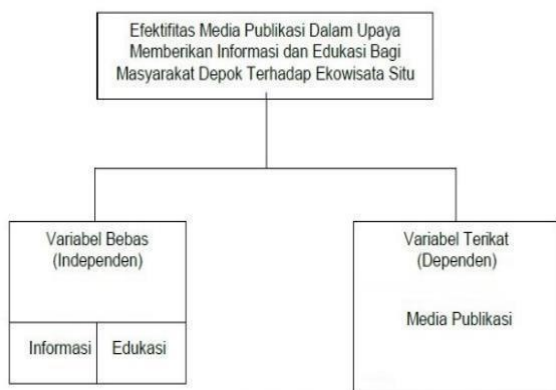 Efektifitas Media Publikasi Dalam Upaya
Memberikan Informasi dan Edukasi Bagi
Masyarakat Depok Terhadap Ekowisata Situ
Variabel Bebas
(Independen)
Informasi
Edukasi
Variabel Terikat
(Dependen)
Media Publikasi